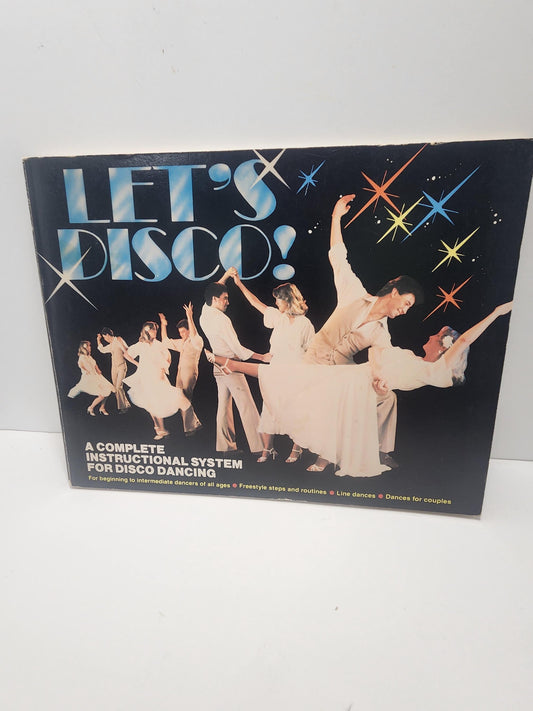 LET'S
DISCO!
A COMPLETE
INSTRUCTIONAL SYSTEM
FOR DISCO DANCING
For beginning to intermediate dancers of all ages • Freestyle steps and routines • Line dances • Dances for couples